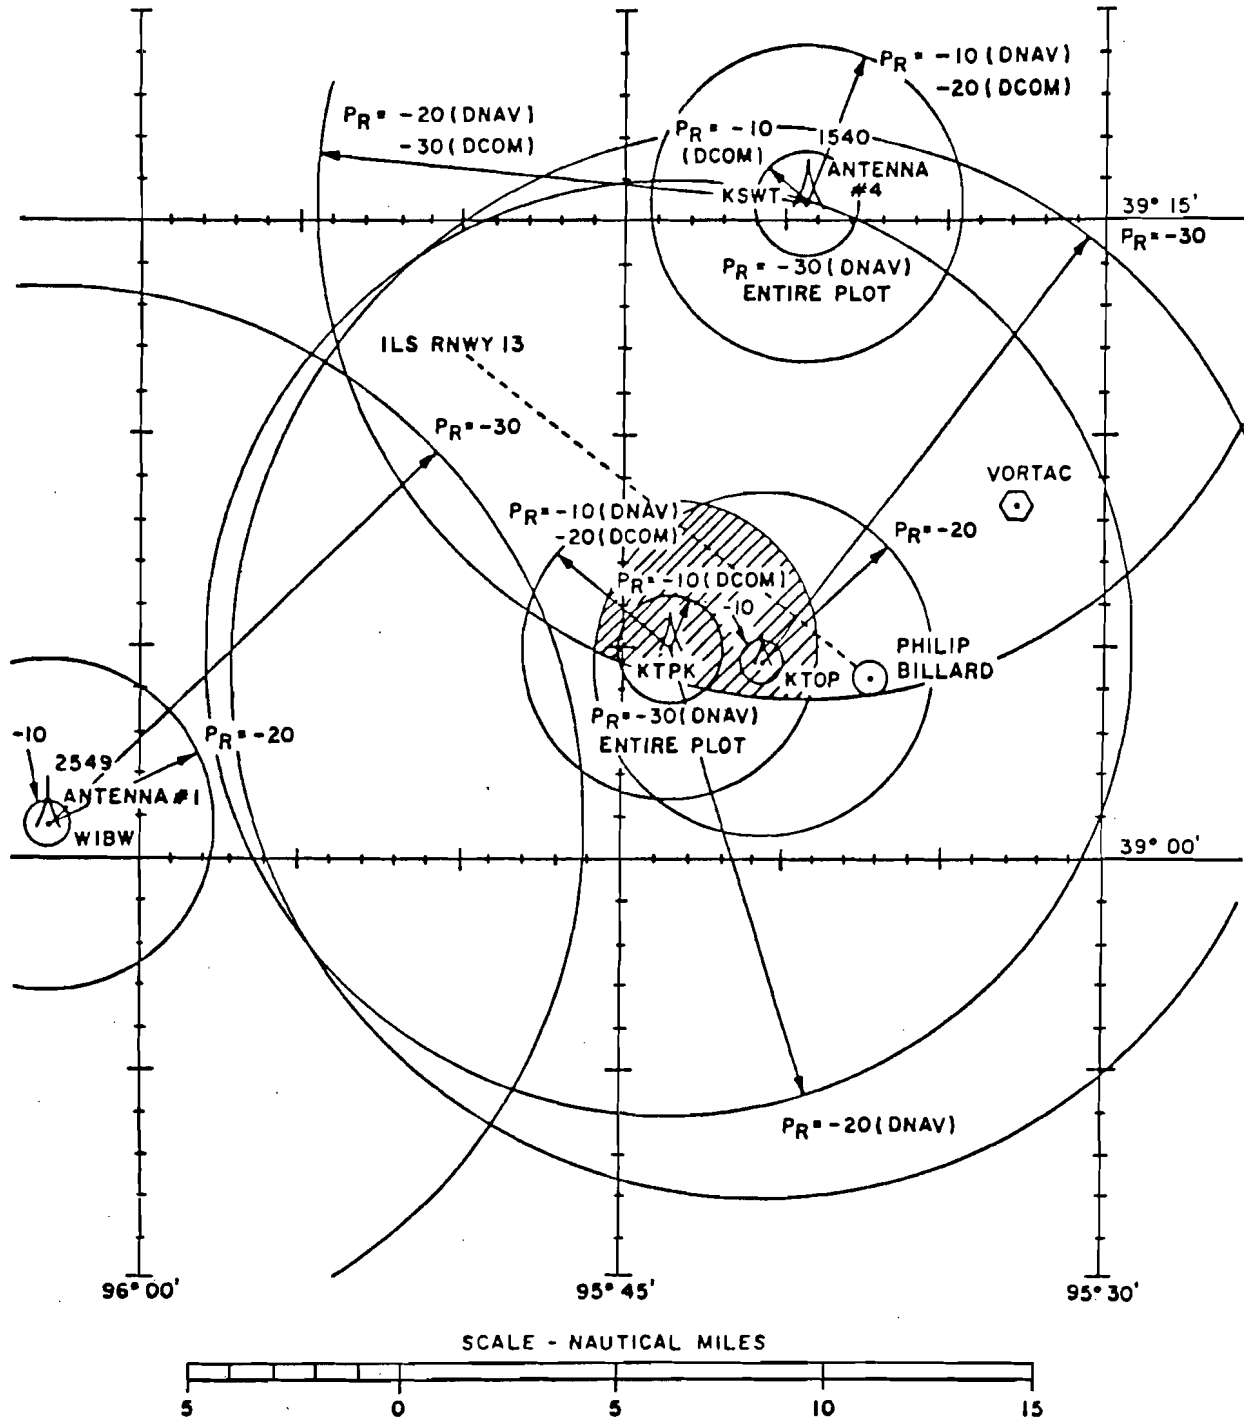 PR = -10 (DNAV)
-20 (DCOM)
PR = -20 (DNAV)
-30 (DCOM)
PR = -10
(DCOM)
1540
ANTENNA
#4
KSWT
39° 15'
PR = -30
PR = -30 (DNAV)
ENTIRE PLOT
ILS RNWY 13
PR = -30
VORTAC
PR = -10 (DNAV)
-20 (DCOM)
PR = -20
PR = -10 (DCOM)
-10
PHILIP
BILLARD
KTPK
KTOP
PR = -30 (DNAV)
ENTIRE PLOT
PR = -20
-10
2549
ANTENNA #1
WIBW
39° 00'
PR = -20 (DNAV)
96° 00'
95° 45'
95° 30'
SCALE - NAUTICAL MILES
5 0 5 10 15